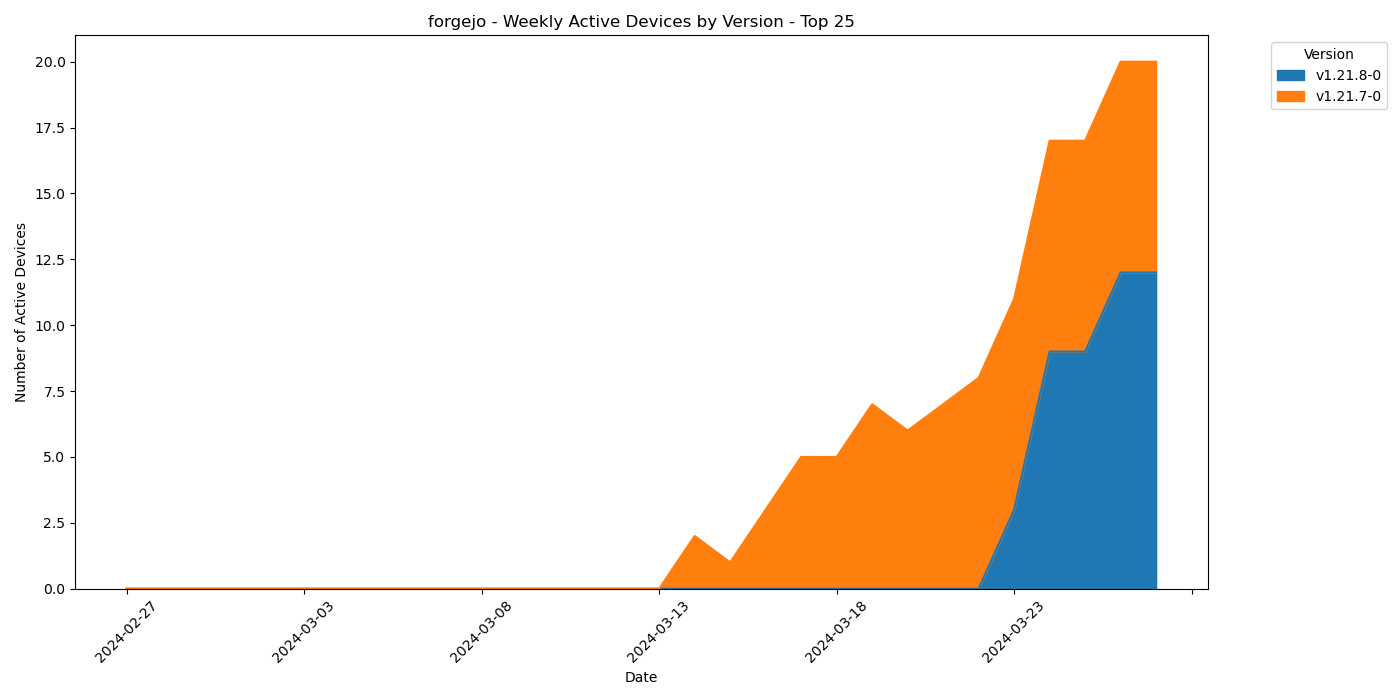 forgejo - Weekly Active Devices by Version - Top 25
Version
v1.21.8-0
v1.21.7-0
Number of Active Devices
20.0
17.5
15.0
12.5
10.0
7.5
5.0
2.5
0.0
2024-02-27
2024-03-03
2024-03-08
2024-03-13
2024-03-18
2024-03-23
Date